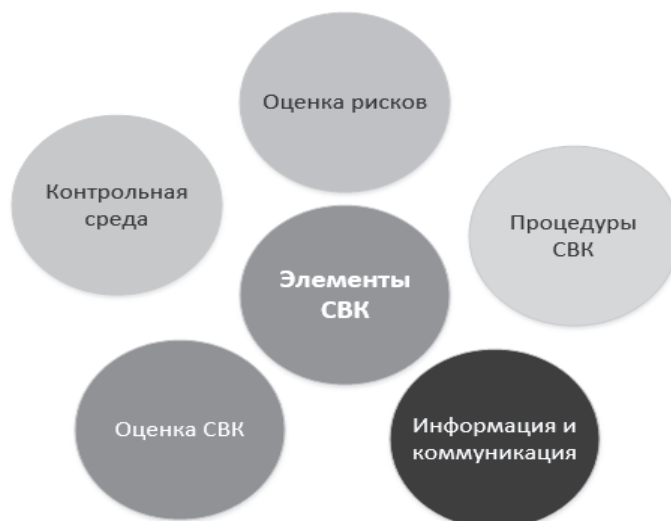 Оценка рисков
Контрольная
среда
Процедуры
СВК
Элементы
СВК
Оценка СВК
Информация и
коммуникация